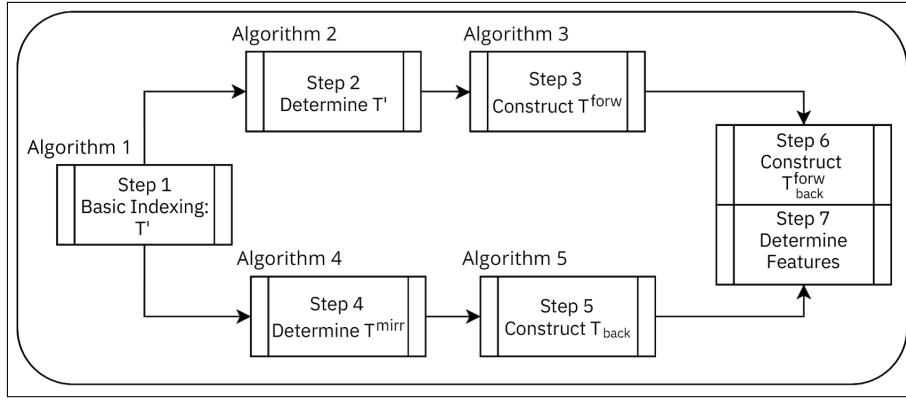 Algorithm 2
Algorithm 3
Step 2
Determine T'
Step 3
Construct T^forw
Algorithm 1
Step 1
Basic Indexing:
T'
Step 6
Construct
T^forw_back
Step 7
Determine
Features
Algorithm 4
Algorithm 5
Step 4
Determine T^mirr
Step 5
Construct T_back